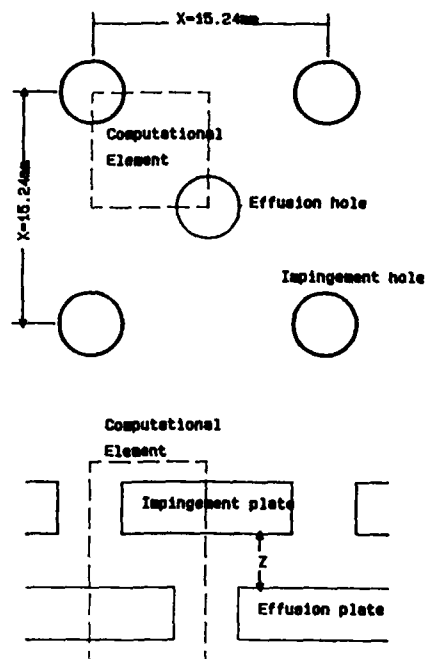 X=15.24mm
Computational
Element
X=15.24mm
Effusion hole
Impingement hole
Computational
Element
Impingement plate
Z
Effusion plate